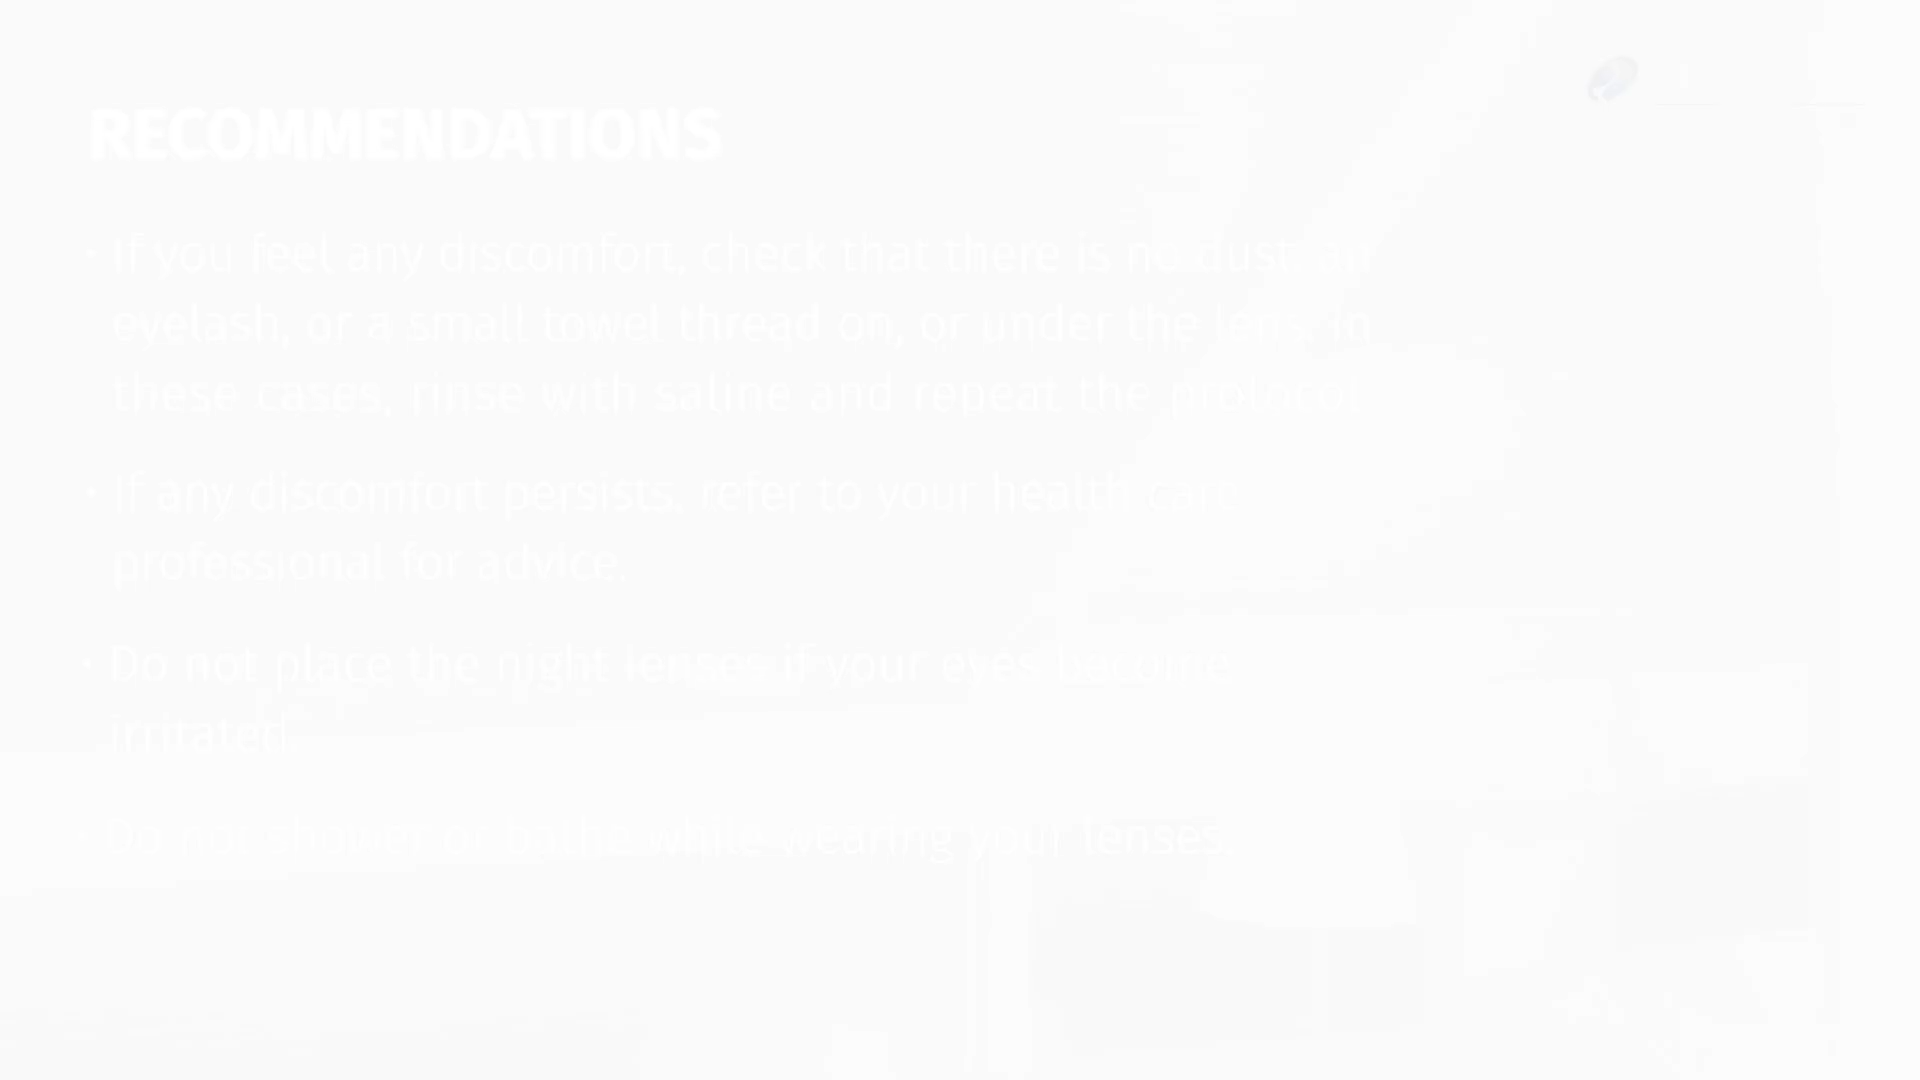 RECOMMENDATIONS
· If you feel any discomfort, check that there is no dust, an
eyelash, or a small towel thread on, or under the lens. In
these cases, rinse with saline and repeat the protocol.
· If any discomfort persists, refer to your health care
professional for advice.
· Do not place the night lenses if your eyes become
irritated.
· Do not shower or bathe while wearing your lenses.